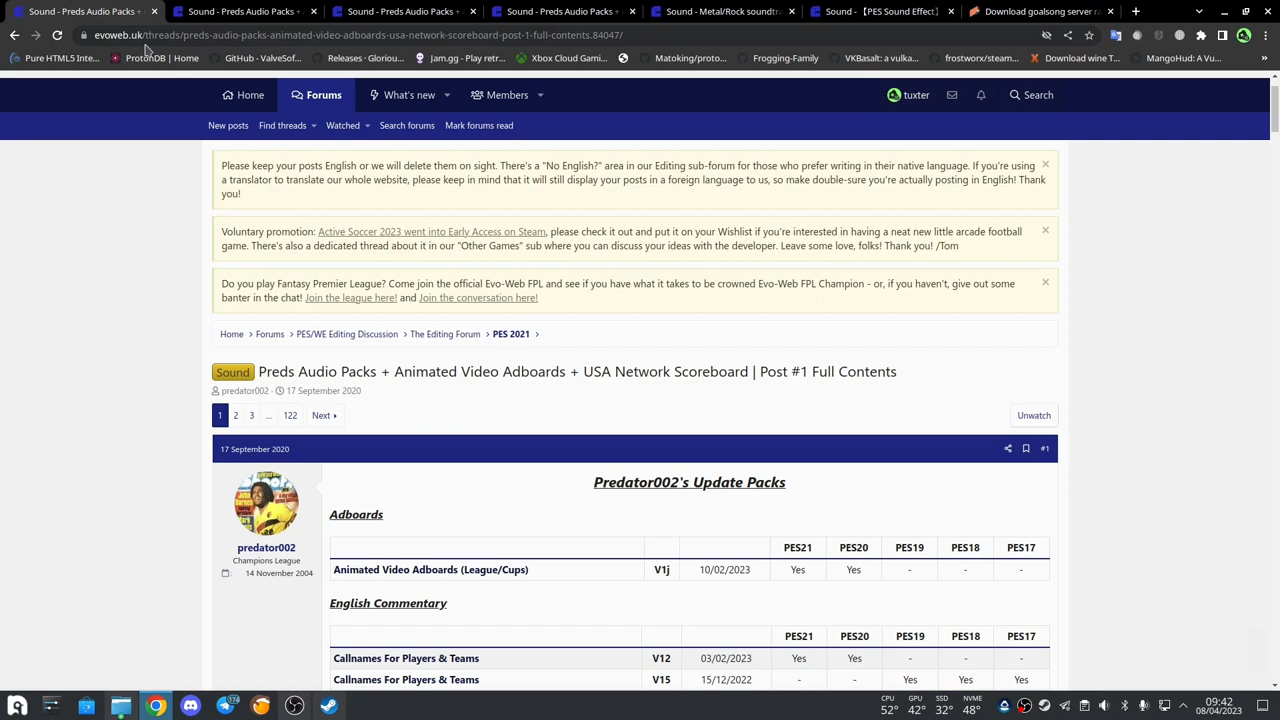 Sound - Preds Audio Packs +
Sound - Preds Audio Packs +
Sound - Preds Audio Packs +
Sound - Preds Audio Packs +
Sound - Metal/Rock soundtra
Sound - 【PES Sound Effect】
Download goalsong server ra
evoweb.uk/threads/preds-audio-packs-animated-video-adboards-usa-network-scoreboard-post-1-full-contents.84047/
Pure HTML5 Inte...
ProtonDB | Home
GitHub - ValveSof...
Releases · Gloriou...
Jam.gg - Play retr...
Xbox Cloud Gami...
Matoking/proto...
Frogging-Family
VKBasalt: a vulka...
frostworx/steam...
Download wine T...
MangoHud: A Vu...
»
Home
Forums
What's new
Members
tuxter
Search
New posts
Find threads
Watched
Search forums
Mark forums read
Please keep your posts English or we will delete them on sight. There's a "No English?" area in our Editing sub-forum for those who prefer writing in their native language. If you're using
a translator to translate our whole website, please keep in mind that it will still display your posts in a foreign language to us, so make double-sure you're actually posting in English! Thank
you!
Voluntary promotion: Active Soccer 2023 went into Early Access on Steam, please check it out and put it on your Wishlist if you're interested in having a neat new little arcade football
game. There's also a dedicated thread about it in our "Other Games" sub where you can discuss your ideas with the developer. Leave some love, folks! Thank you! /Tom
Do you play Fantasy Premier League? Come join the official Evo-Web FPL and see if you have what it takes to be crowned Evo-Web FPL Champion - or, if you haven't, give out some
banter in the chat! Join the league here! and Join the conversation here!
Home > Forums > PES/WE Editing Discussion > The Editing Forum > PES 2021 >
Sound Preds Audio Packs + Animated Video Adboards + USA Network Scoreboard | Post #1 Full Contents
predator002 · 17 September 2020
1 2 3 ... 122 Next
Unwatch
17 September 2020
#1
Predator002's Update Packs
Adboards
PES21 PES20 PES19 PES18 PES17
Animated Video Adboards (League/Cups) V1j 10/02/2023 Yes Yes - - -
predator002
Champions League
14 November 2004
English Commentary
PES21 PES20 PES19 PES18 PES17
Callnames For Players & Teams V12 03/02/2023 Yes Yes - - -
Callnames For Players & Teams V15 15/12/2022 - - Yes Yes Yes
CPU GPU SSD NVME
52° 42° 32° 48°
09:42
08/04/2023